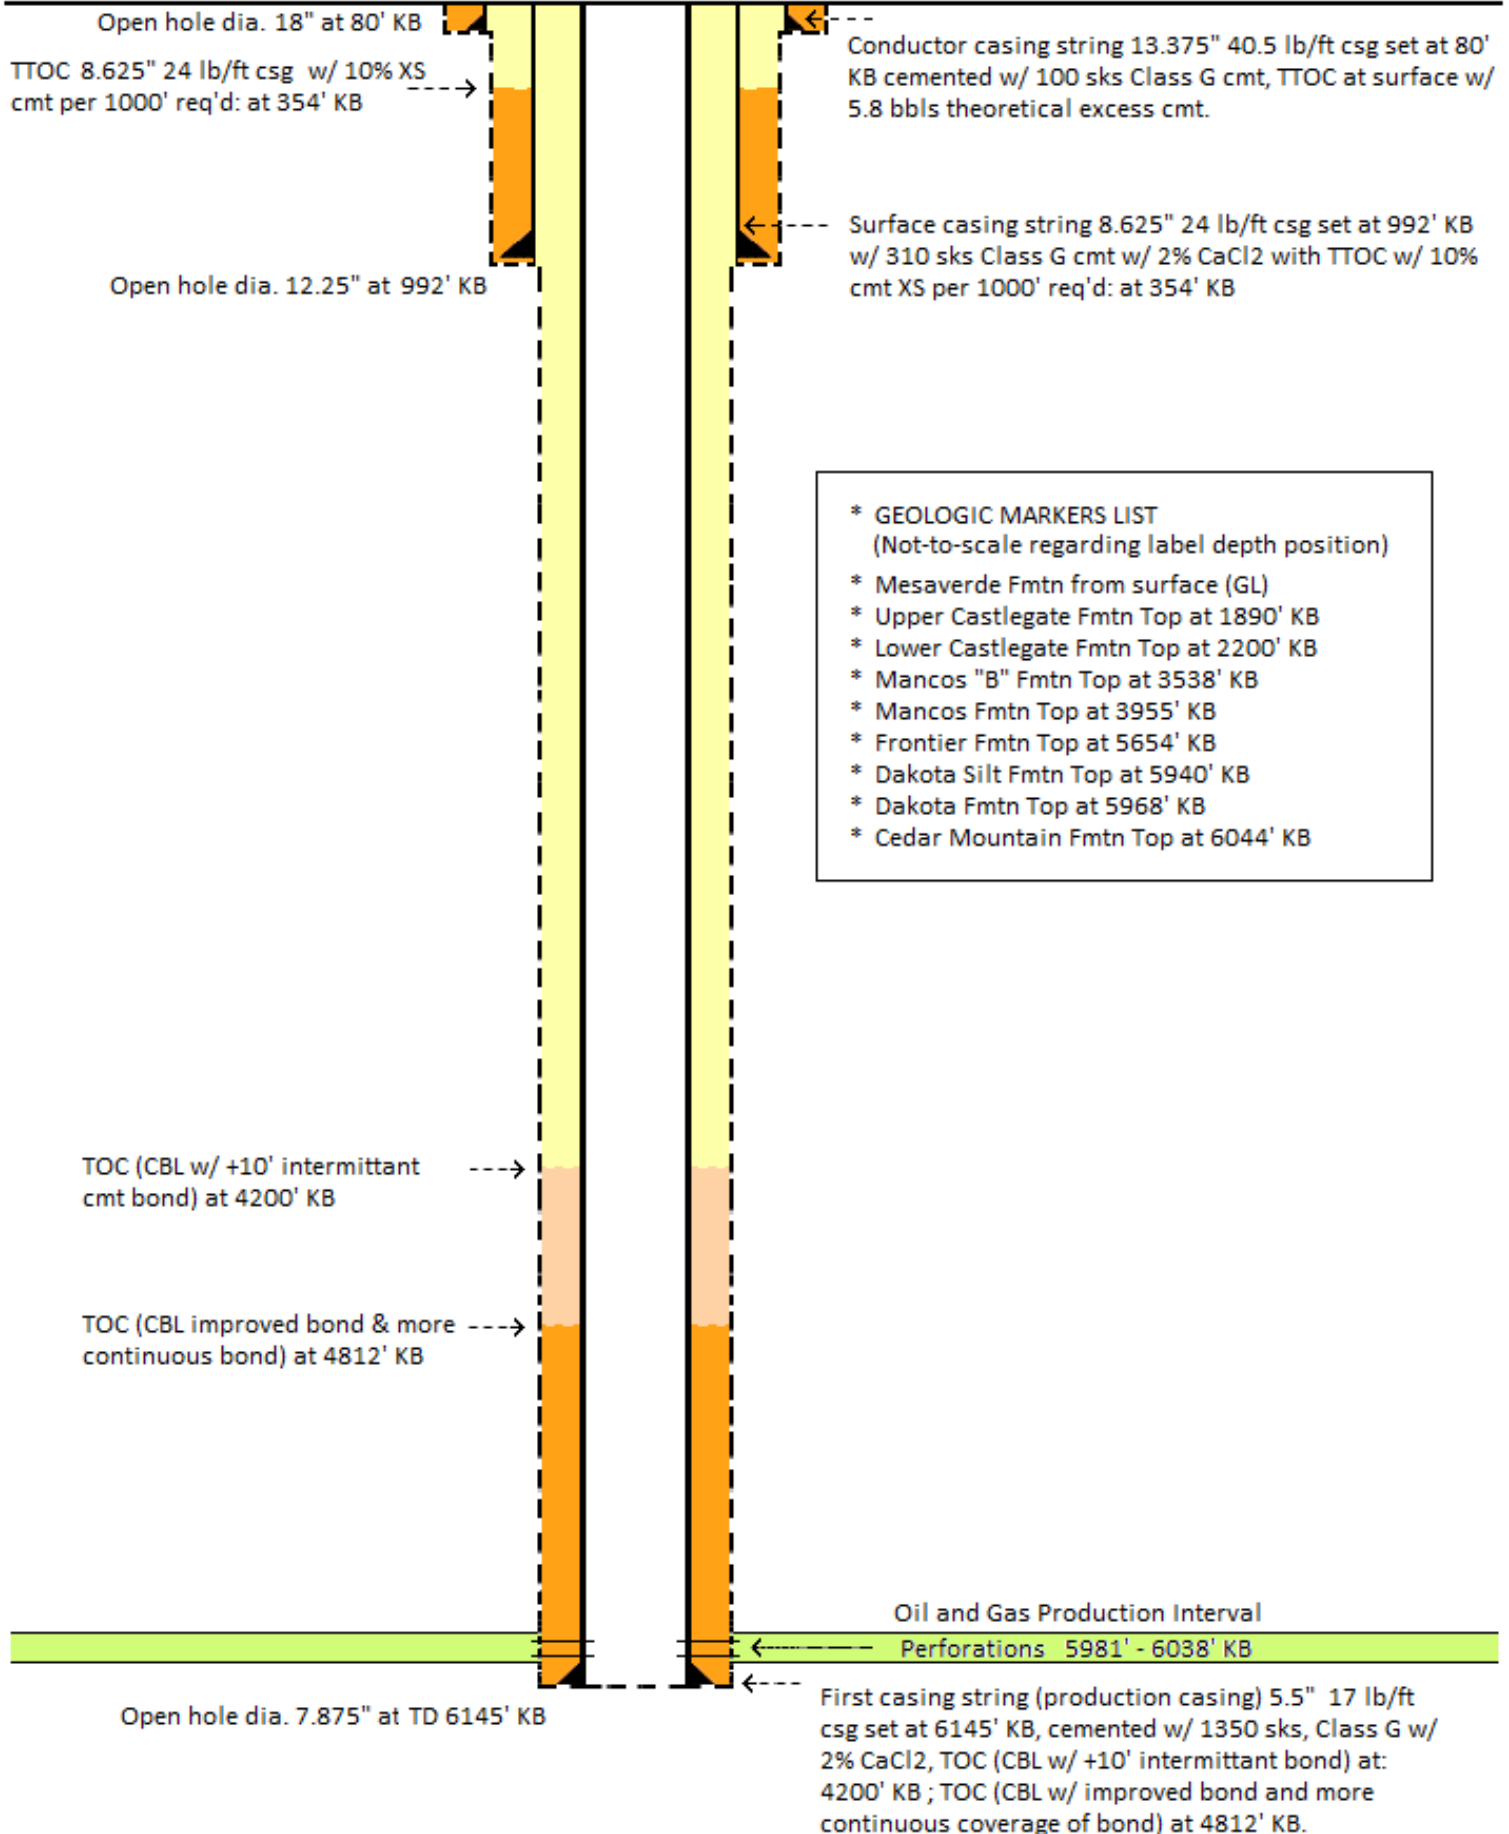 Open hole dia. 18" at 80' KB
TTOC 8.625" 24 lb/ft csg w/ 10% XS
cmt per 1000' req'd: at 354' KB
Conductor casing string 13.375" 40.5 lb/ft csg set at 80'
KB cemented w/ 100 sks Class G cmt, TTOC at surface w/
5.8 bbls theoretical excess cmt.
Surface casing string 8.625" 24 lb/ft csg set at 992' KB
w/ 310 sks Class G cmt w/ 2% CaCl2 with TTOC w/ 10%
cmt XS per 1000' req'd: at 354' KB
Open hole dia. 12.25" at 992' KB
* GEOLOGIC MARKERS LIST
(Not-to-scale regarding label depth position)
* Mesaverde Fmtn from surface (GL)
* Upper Castlegate Fmtn Top at 1890' KB
* Lower Castlegate Fmtn Top at 2200' KB
* Mancos "B" Fmtn Top at 3538' KB
* Mancos Fmtn Top at 3955' KB
* Frontier Fmtn Top at 5654' KB
* Dakota Silt Fmtn Top at 5940' KB
* Dakota Fmtn Top at 5968' KB
* Cedar Mountain Fmtn Top at 6044' KB
TOC (CBL w/ +10' intermittant
cmt bond) at 4200' KB
TOC (CBL improved bond & more
continuous bond) at 4812' KB
Oil and Gas Production Interval
Perforations 5981' - 6038' KB
Open hole dia. 7.875" at TD 6145' KB
First casing string (production casing) 5.5" 17 lb/ft
csg set at 6145' KB, cemented w/ 1350 sks, Class G w/
2% CaCl2, TOC (CBL w/ +10' intermittant bond) at:
4200' KB ; TOC (CBL w/ improved bond and more
continuous coverage of bond) at 4812' KB.